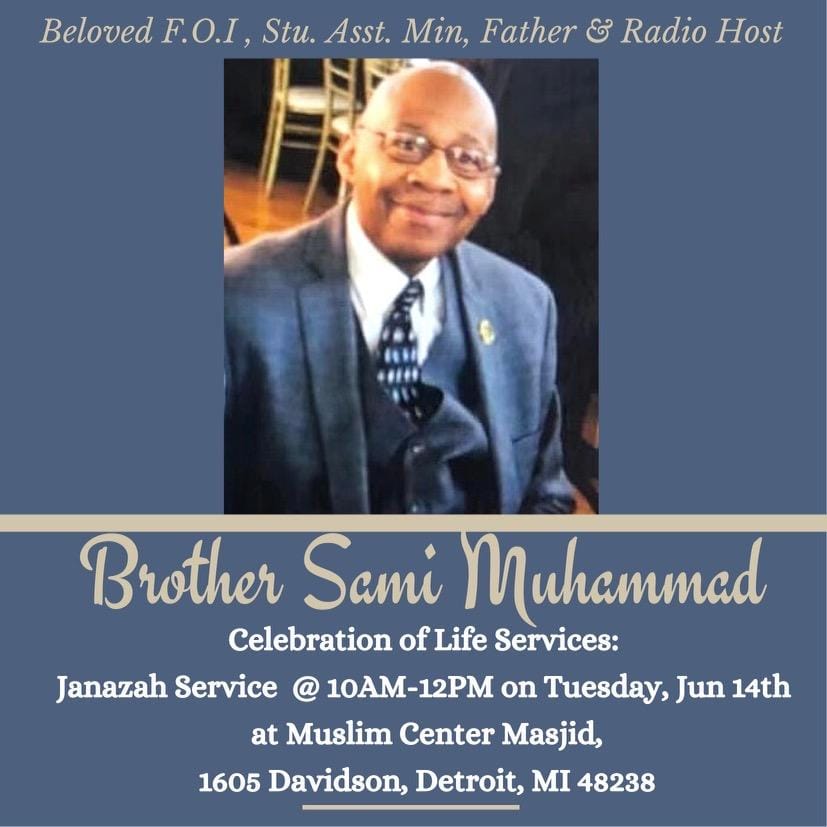 Beloved F.O.I , Stu. Asst. Min, Father & Radio Host
Brother Sami Muhammad
Celebration of Life Services:
Janazah Service @ 10AM-12PM on Tuesday, Jun 14th
at Muslim Center Masjid,
1605 Davidson, Detroit, MI 48238